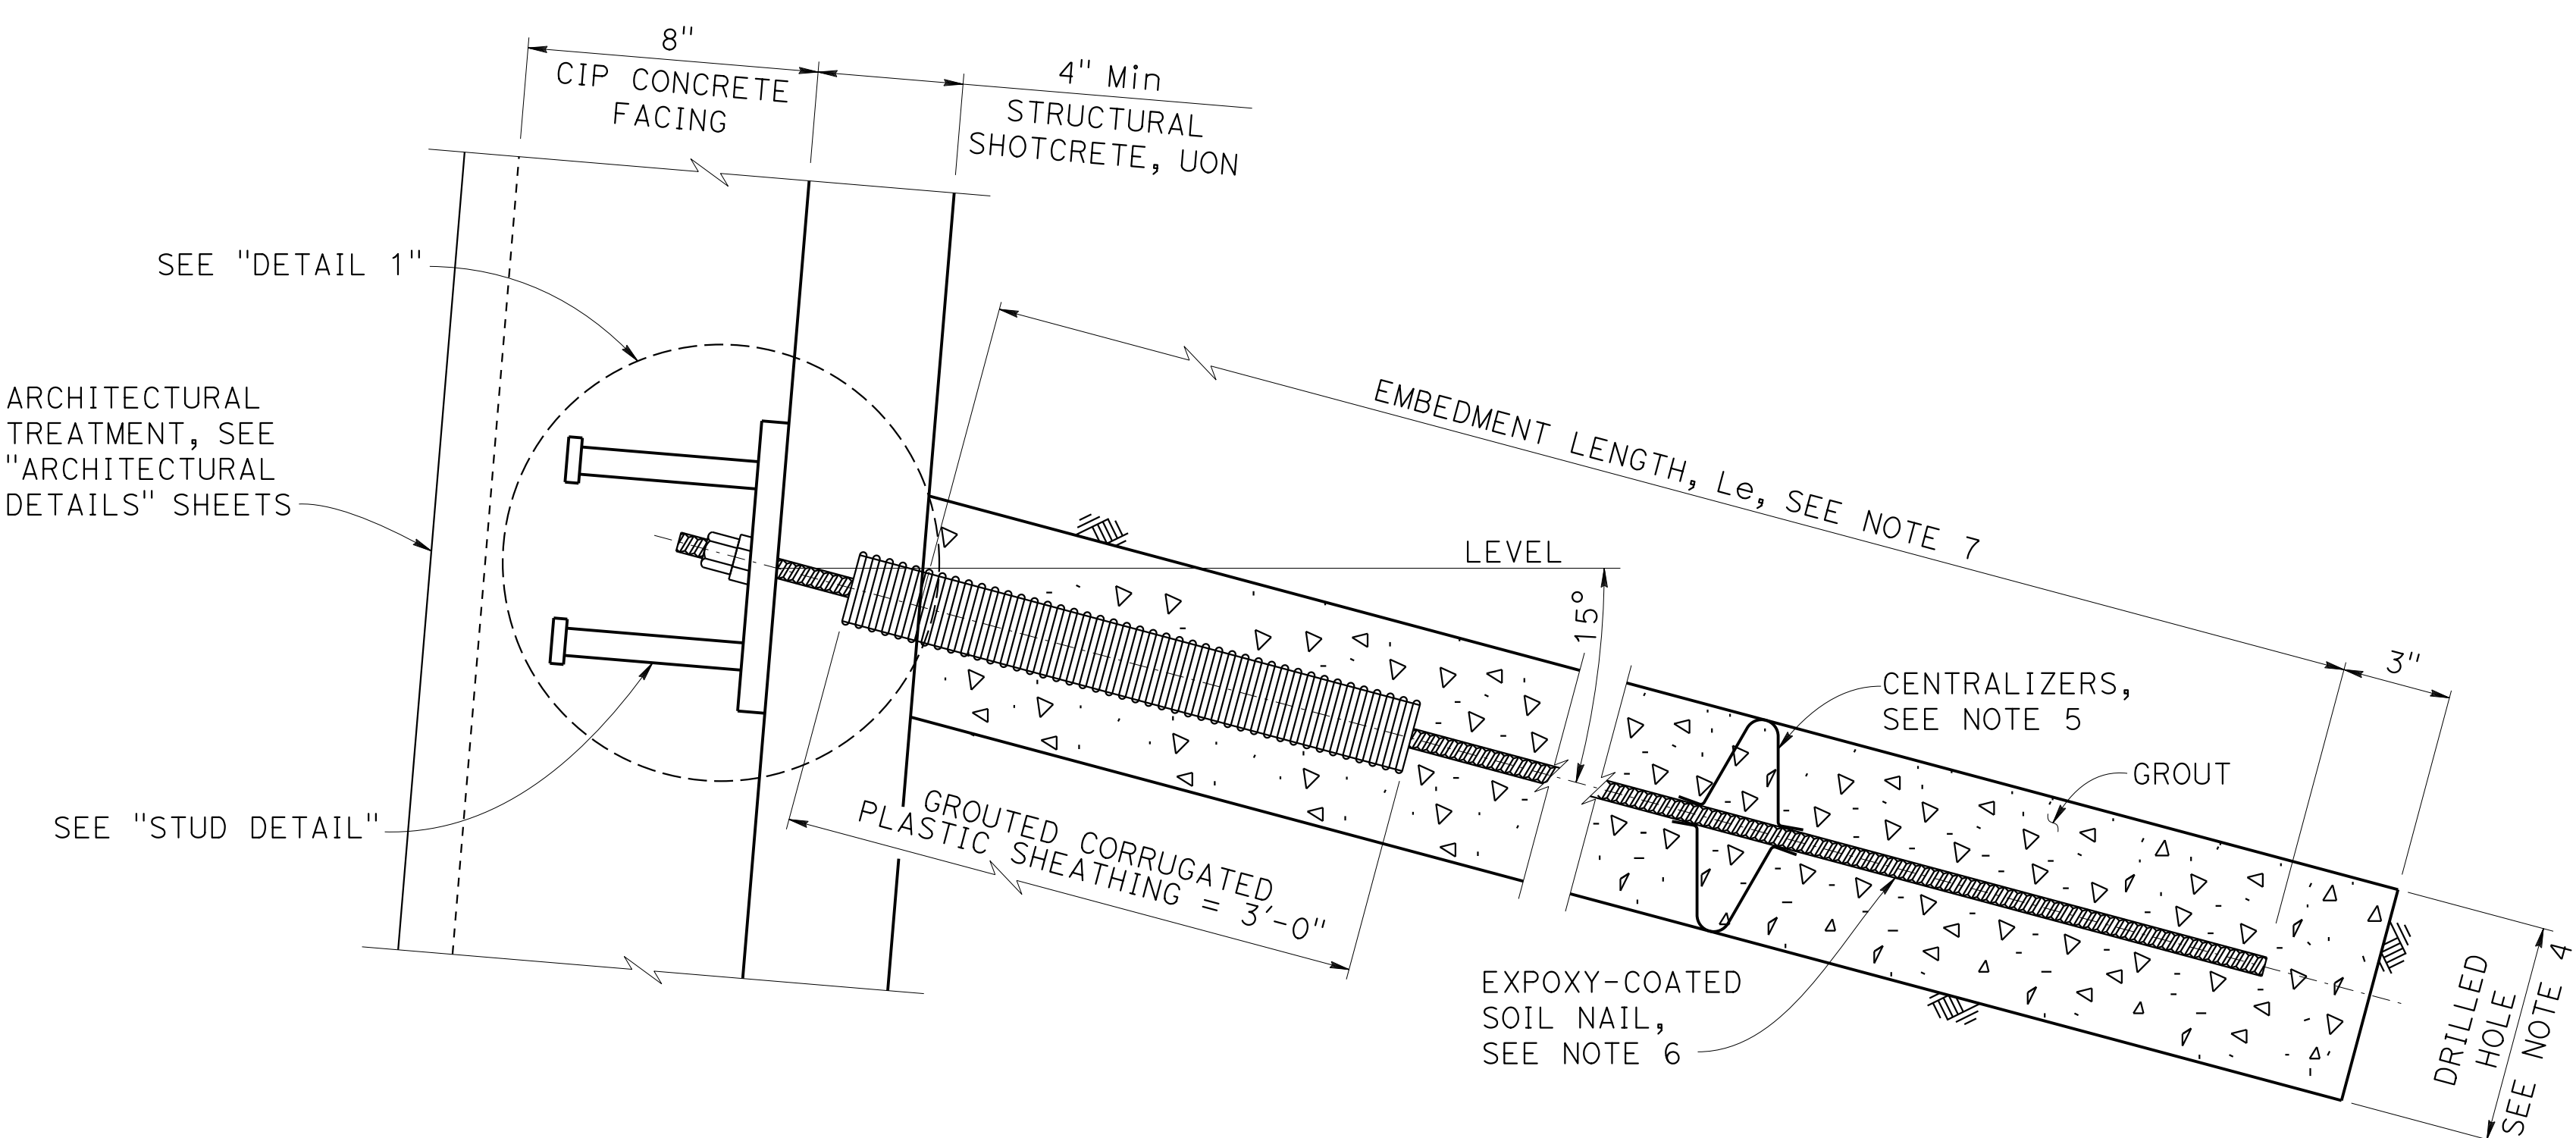 8"
CIP CONCRETE
FACING
4" Min
STRUCTURAL
SHOTCRETE, UON
SEE "DETAIL 1"
ARCHITECTURAL
TREATMENT, SEE
"ARCHITECTURAL
DETAILS" SHEETS
SEE "STUD DETAIL"
EMBEDMENT LENGTH, Le, SEE NOTE 7
LEVEL
15°
3"
CENTRALIZERS,
SEE NOTE 5
GROUT
GROUTED CORRUGATED
PLASTIC SHEATHING = 3'-0"
EXPOXY-COATED
SOIL NAIL,
SEE NOTE 6
DRILLED
HOLE
SEE NOTE 4